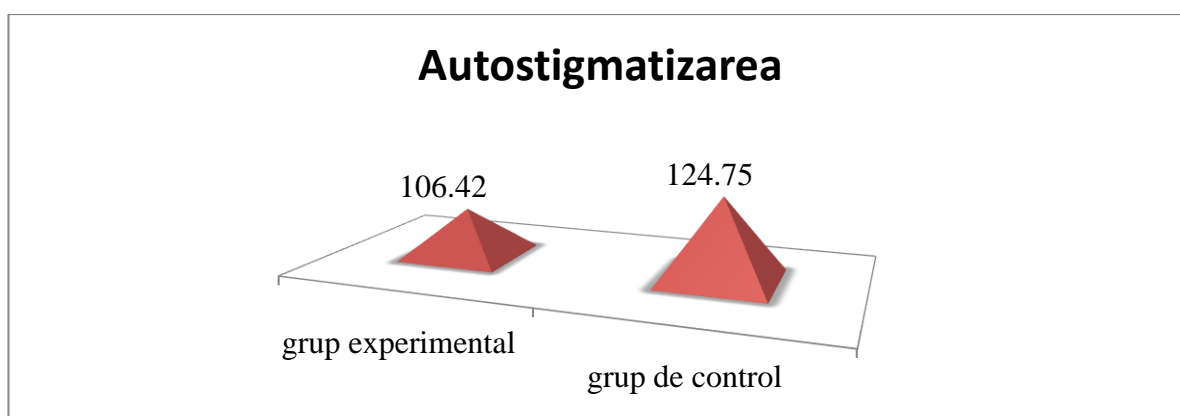 Autostigmatizarea
106.42
124.75
grup experimental
grup de control